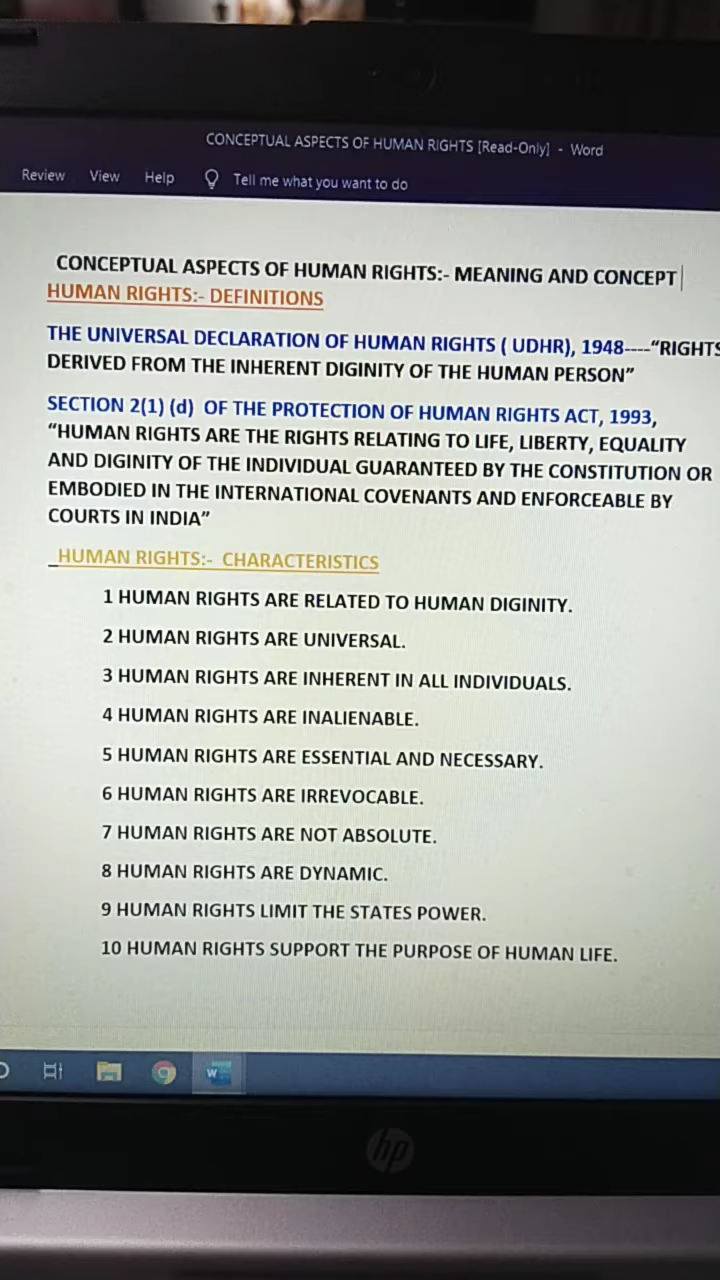 CONCEPTUAL ASPECTS OF HUMAN RIGHTS [Read-Only] - Word
Review View Help Tell me what you want to do
CONCEPTUAL ASPECTS OF HUMAN RIGHTS:- MEANING AND CONCEPT
HUMAN RIGHTS:- DEFINITIONS
THE UNIVERSAL DECLARATION OF HUMAN RIGHTS ( UDHR), 1948----“RIGHTS
DERIVED FROM THE INHERENT DIGINITY OF THE HUMAN PERSON”
SECTION 2(1) (d) OF THE PROTECTION OF HUMAN RIGHTS ACT, 1993,
“HUMAN RIGHTS ARE THE RIGHTS RELATING TO LIFE, LIBERTY, EQUALITY
AND DIGINITY OF THE INDIVIDUAL GUARANTEED BY THE CONSTITUTION OR
EMBODIED IN THE INTERNATIONAL COVENANTS AND ENFORCEABLE BY
COURTS IN INDIA”
_HUMAN RIGHTS:- CHARACTERISTICS
1 HUMAN RIGHTS ARE RELATED TO HUMAN DIGINITY.
2 HUMAN RIGHTS ARE UNIVERSAL.
3 HUMAN RIGHTS ARE INHERENT IN ALL INDIVIDUALS.
4 HUMAN RIGHTS ARE INALIENABLE.
5 HUMAN RIGHTS ARE ESSENTIAL AND NECESSARY.
6 HUMAN RIGHTS ARE IRREVOCABLE.
7 HUMAN RIGHTS ARE NOT ABSOLUTE.
8 HUMAN RIGHTS ARE DYNAMIC.
9 HUMAN RIGHTS LIMIT THE STATES POWER.
10 HUMAN RIGHTS SUPPORT THE PURPOSE OF HUMAN LIFE.
W
hp